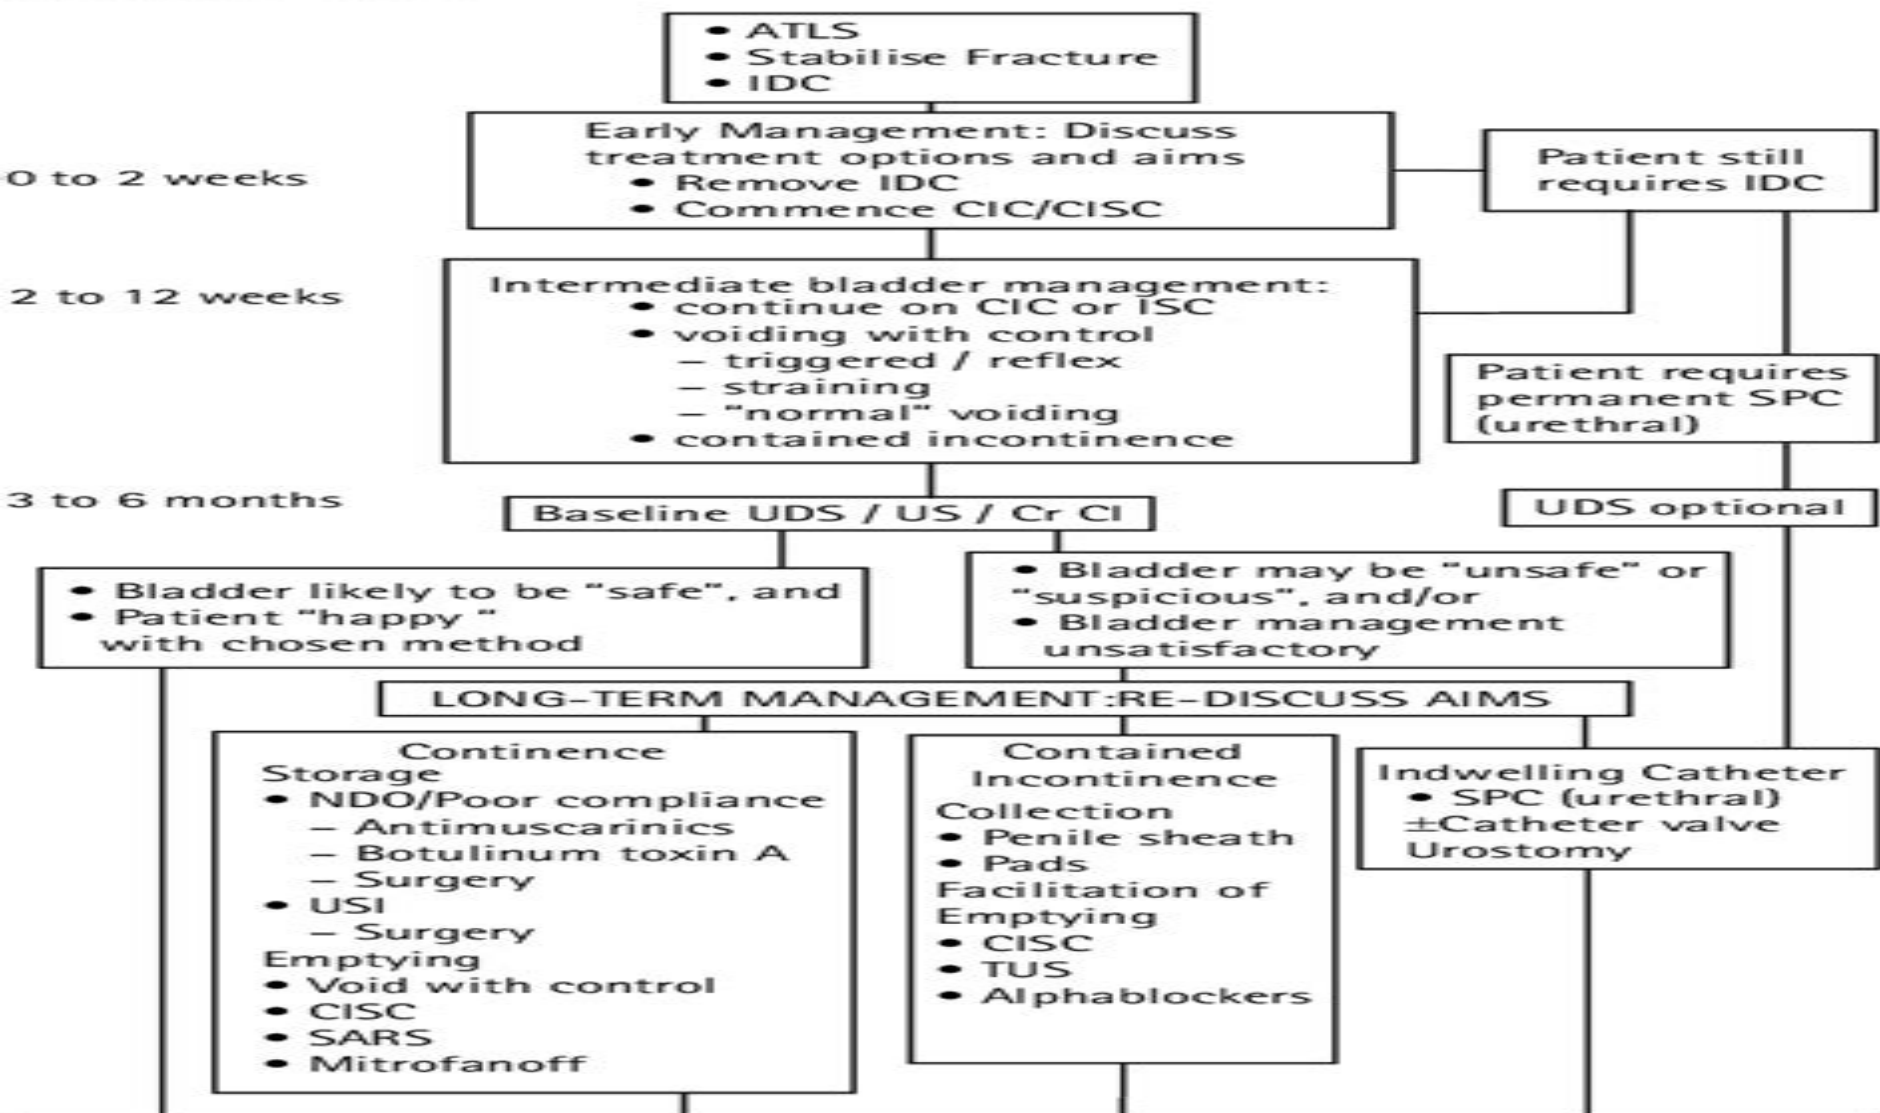 • ATLS
• Stabilise Fracture
• IDC
Early Management: Discuss
treatment options and aims
• Remove IDC
• Commence CIC/CISC
0 to 2 weeks
Patient still
requires IDC
2 to 12 weeks
Intermediate bladder management:
• continue on CIC or ISC
• voiding with control
– triggered / reflex
– straining
– “normal” voiding
• contained incontinence
Patient requires
permanent SPC
(urethral)
3 to 6 months
Baseline UDS / US / Cr Cl
UDS optional
• Bladder likely to be “safe”, and
• Patient “happy “
with chosen method
• Bladder may be “unsafe” or
“suspicious”, and/or
• Bladder management
unsatisfactory
LONG–TERM MANAGEMENT:RE–DISCUSS AIMS
Continence
Storage
• NDO/Poor compliance
– Antimuscarinics
– Botulinum toxin A
– Surgery
• USI
– Surgery
Emptying
• Void with control
• CISC
• SARS
• Mitrofanoff
Contained
Incontinence
Collection
• Penile sheath
• Pads
Facilitation of
Emptying
• CISC
• TUS
• Alphablockers
Indwelling Catheter
• SPC (urethral)
±Catheter valve
Urostomy